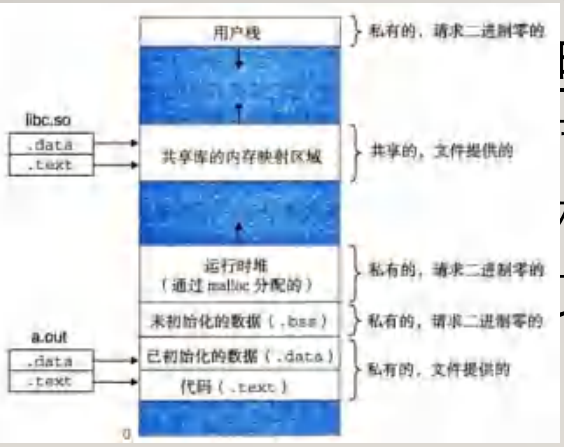 用户栈
私有的，请求二进制零的
libc.so
.data
.text
共享库的内存映射区域
共享的，文件提供的
运行时堆
（通过 malloc 分配的）
私有的，请求二进制零的
未初始化的数据（.bss）
私有的，请求二进制零的
a.out
.data
.text
已初始化的数据（.data）
代码（.text）
私有的，文件提供的
0